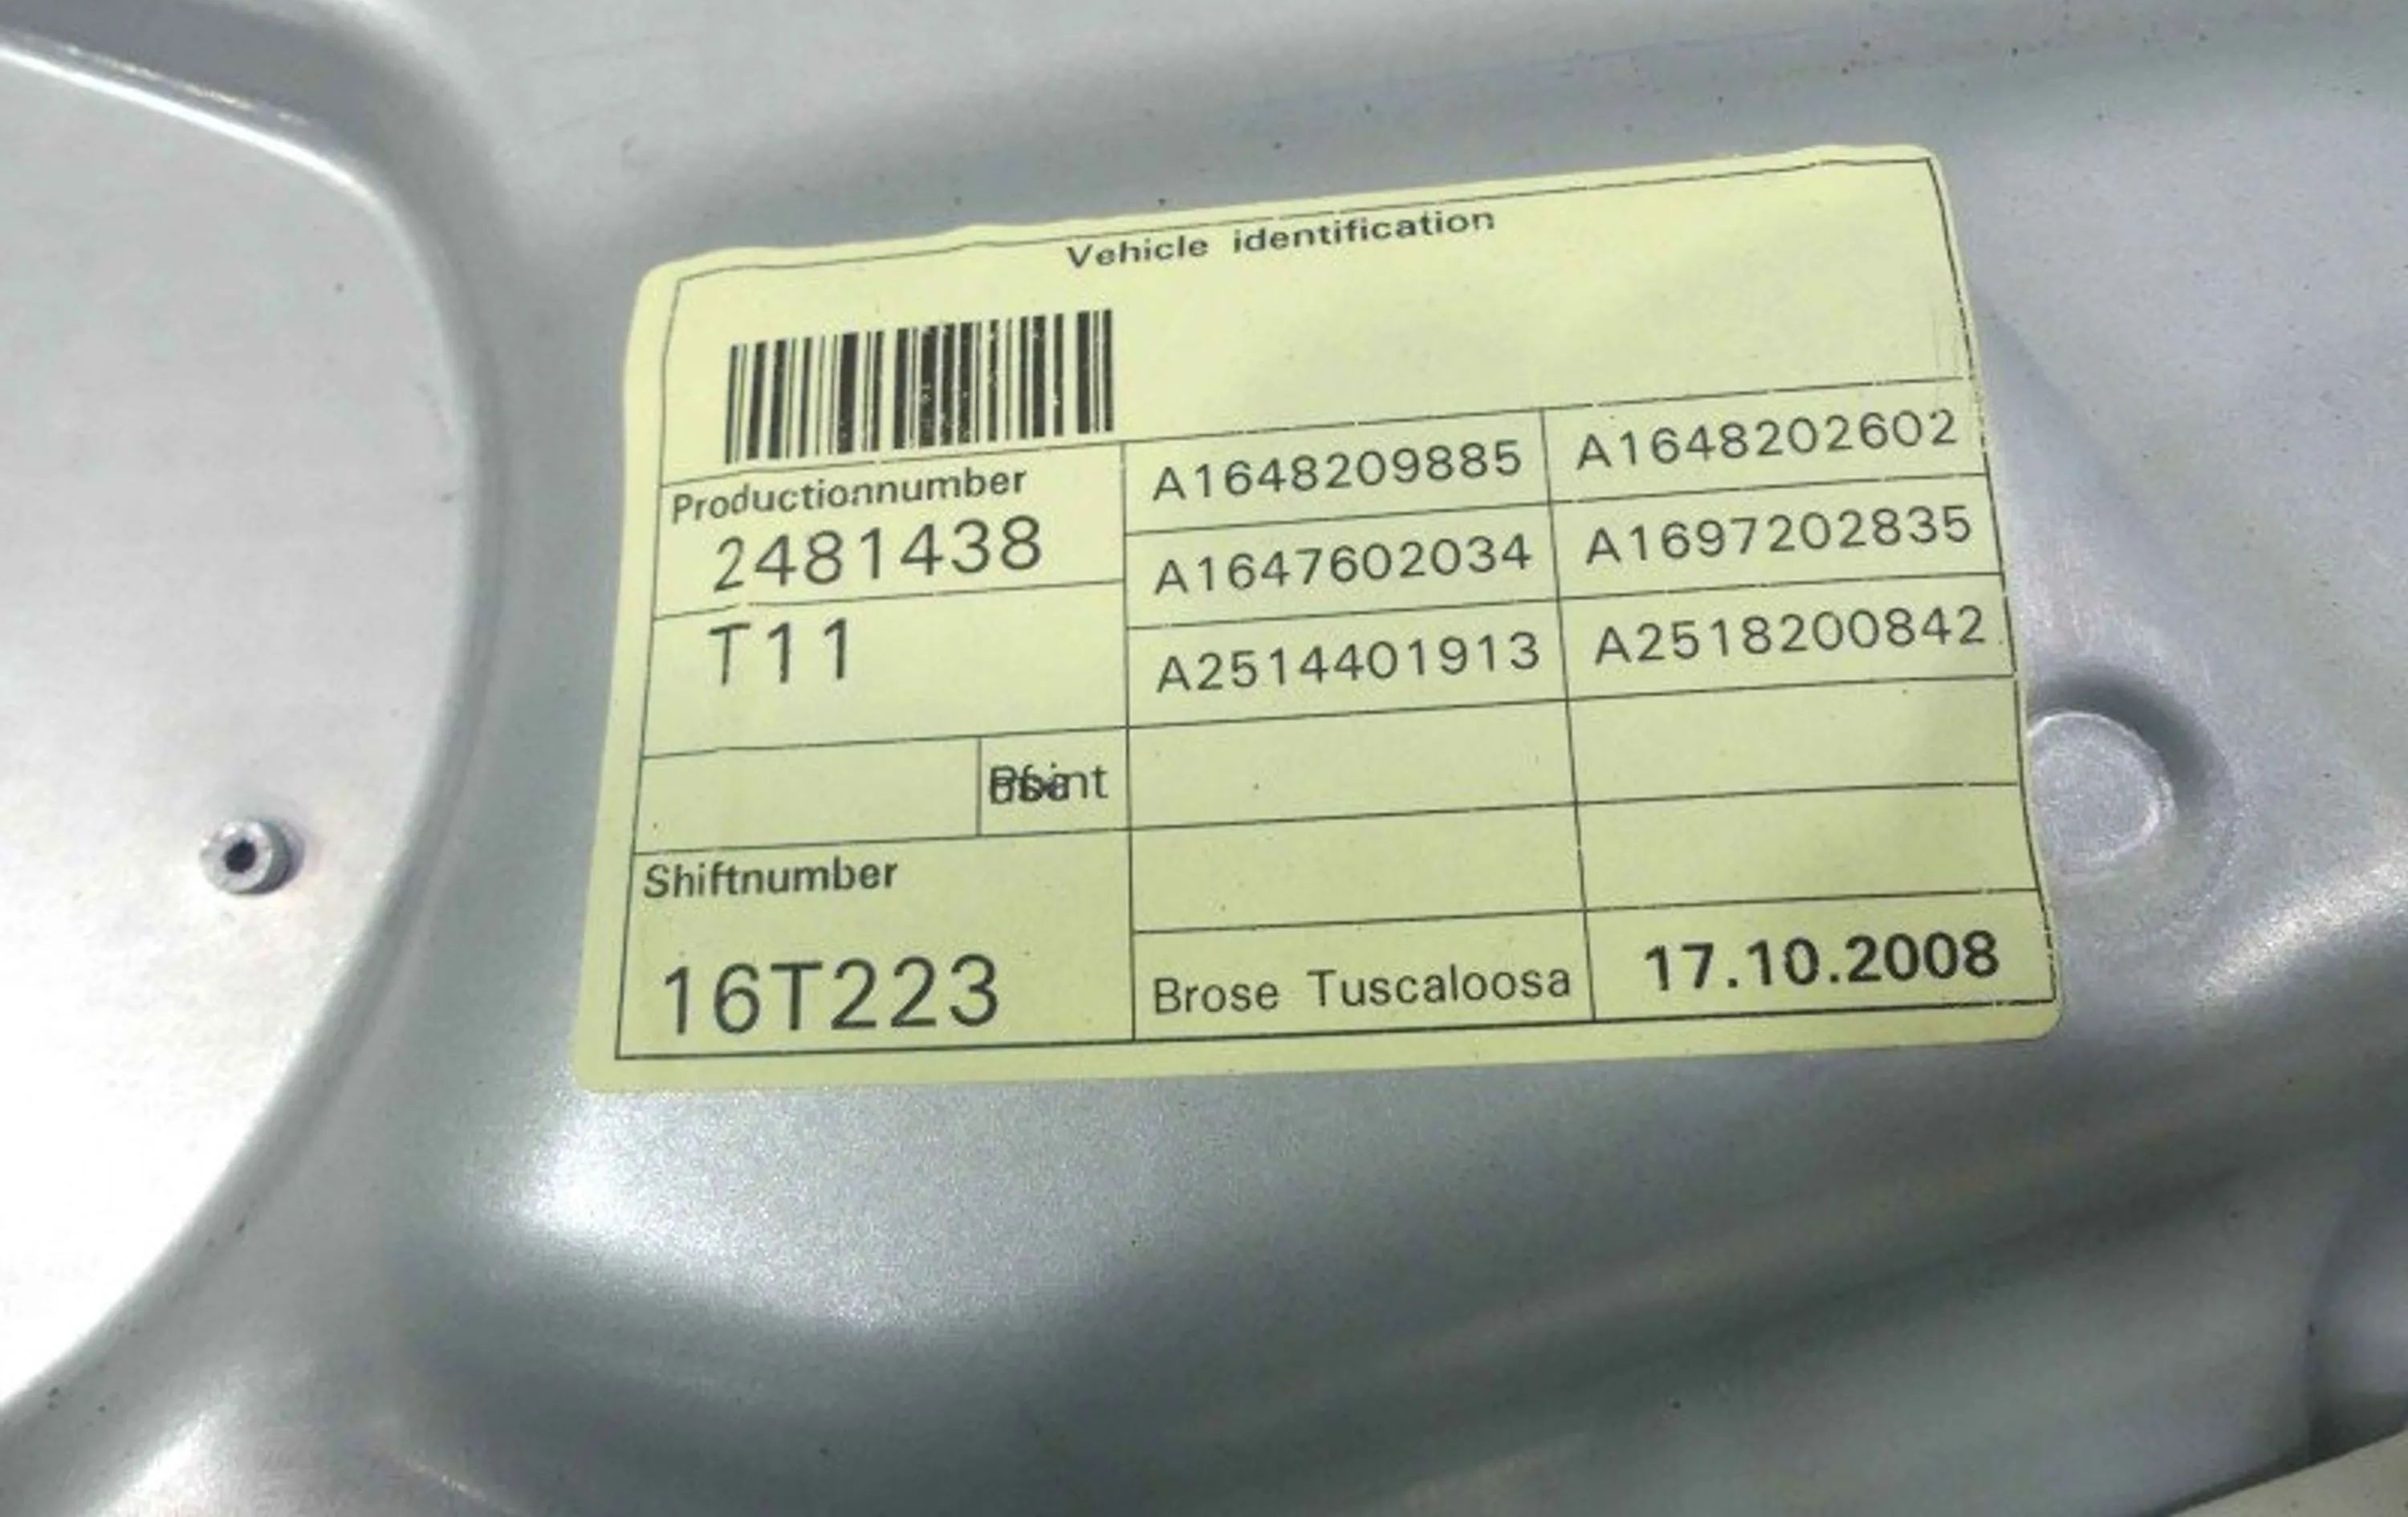 Vehicle identification
A1648209885 A1648202602
Productionnumber
2481438
A1647602034 A1697202835
T11
A2514401913 A2518200842
Shiftnumber
16T223
Brose Tuscaloosa 17.10.2008